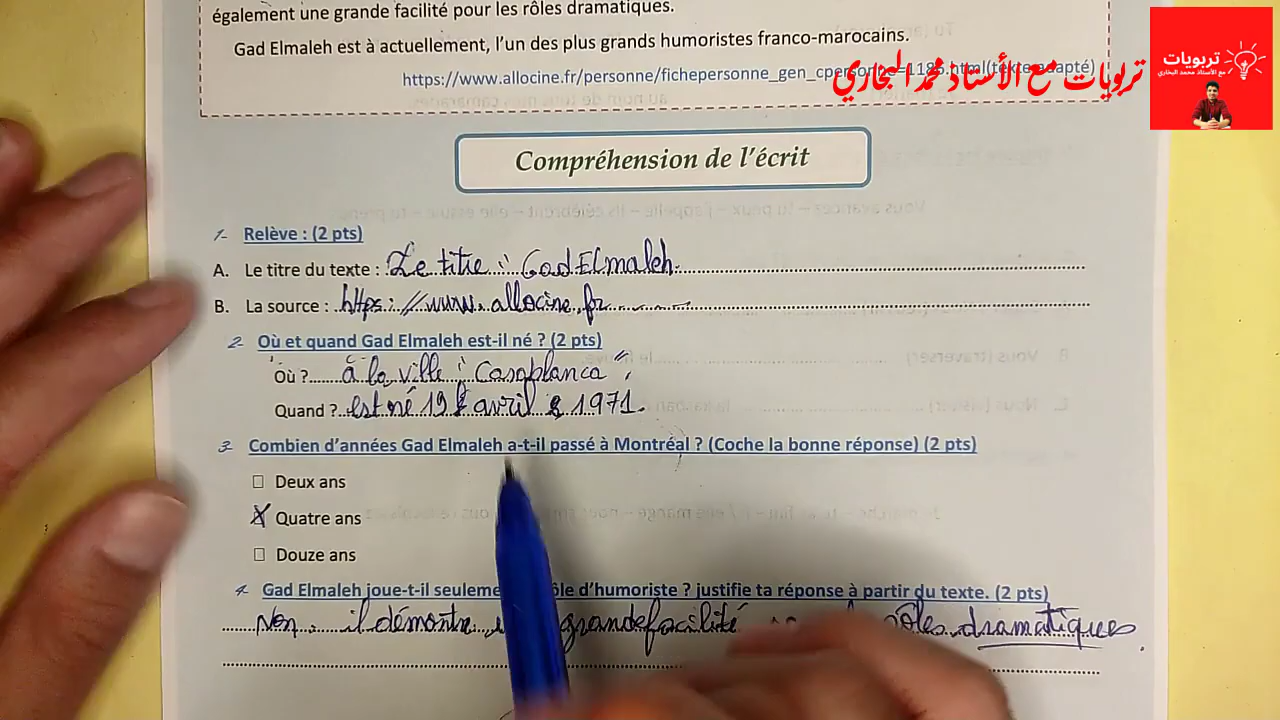 également une grande facilité pour les rôles dramatiques.
Gad Elmaleh est à actuellement, l'un des plus grands humoristes franco-marocains.
https://www.allocine.fr/personne/fichepersonne_gen_cpersonne 1186.html(texte adapté)
تربويات مع الأستاذ محمد البخاري
تربويات
مع الأستاذ محمد البخاري
Compréhension de l'écrit
1- Relève : (2 pts)
A. Le titre du texte : Le titre : Gad Elmaleh.
B. La source : https://www.allocine.fr
2- Où et quand Gad Elmaleh est-il né ? (2 pts)
Où ? à la ville : Casablanca
Quand ? est né 19 avril 1971.
3- Combien d'années Gad Elmaleh a-t-il passé à Montréal ? (Coche la bonne réponse) (2 pts)
☐ Deux ans
X Quatre ans
☐ Douze ans
4- Gad Elmaleh joue-t-il d'humoriste ? justifie ta réponse à partir du texte. (2 pts)
Non. il démontre grande facilité rôles dramatiques.